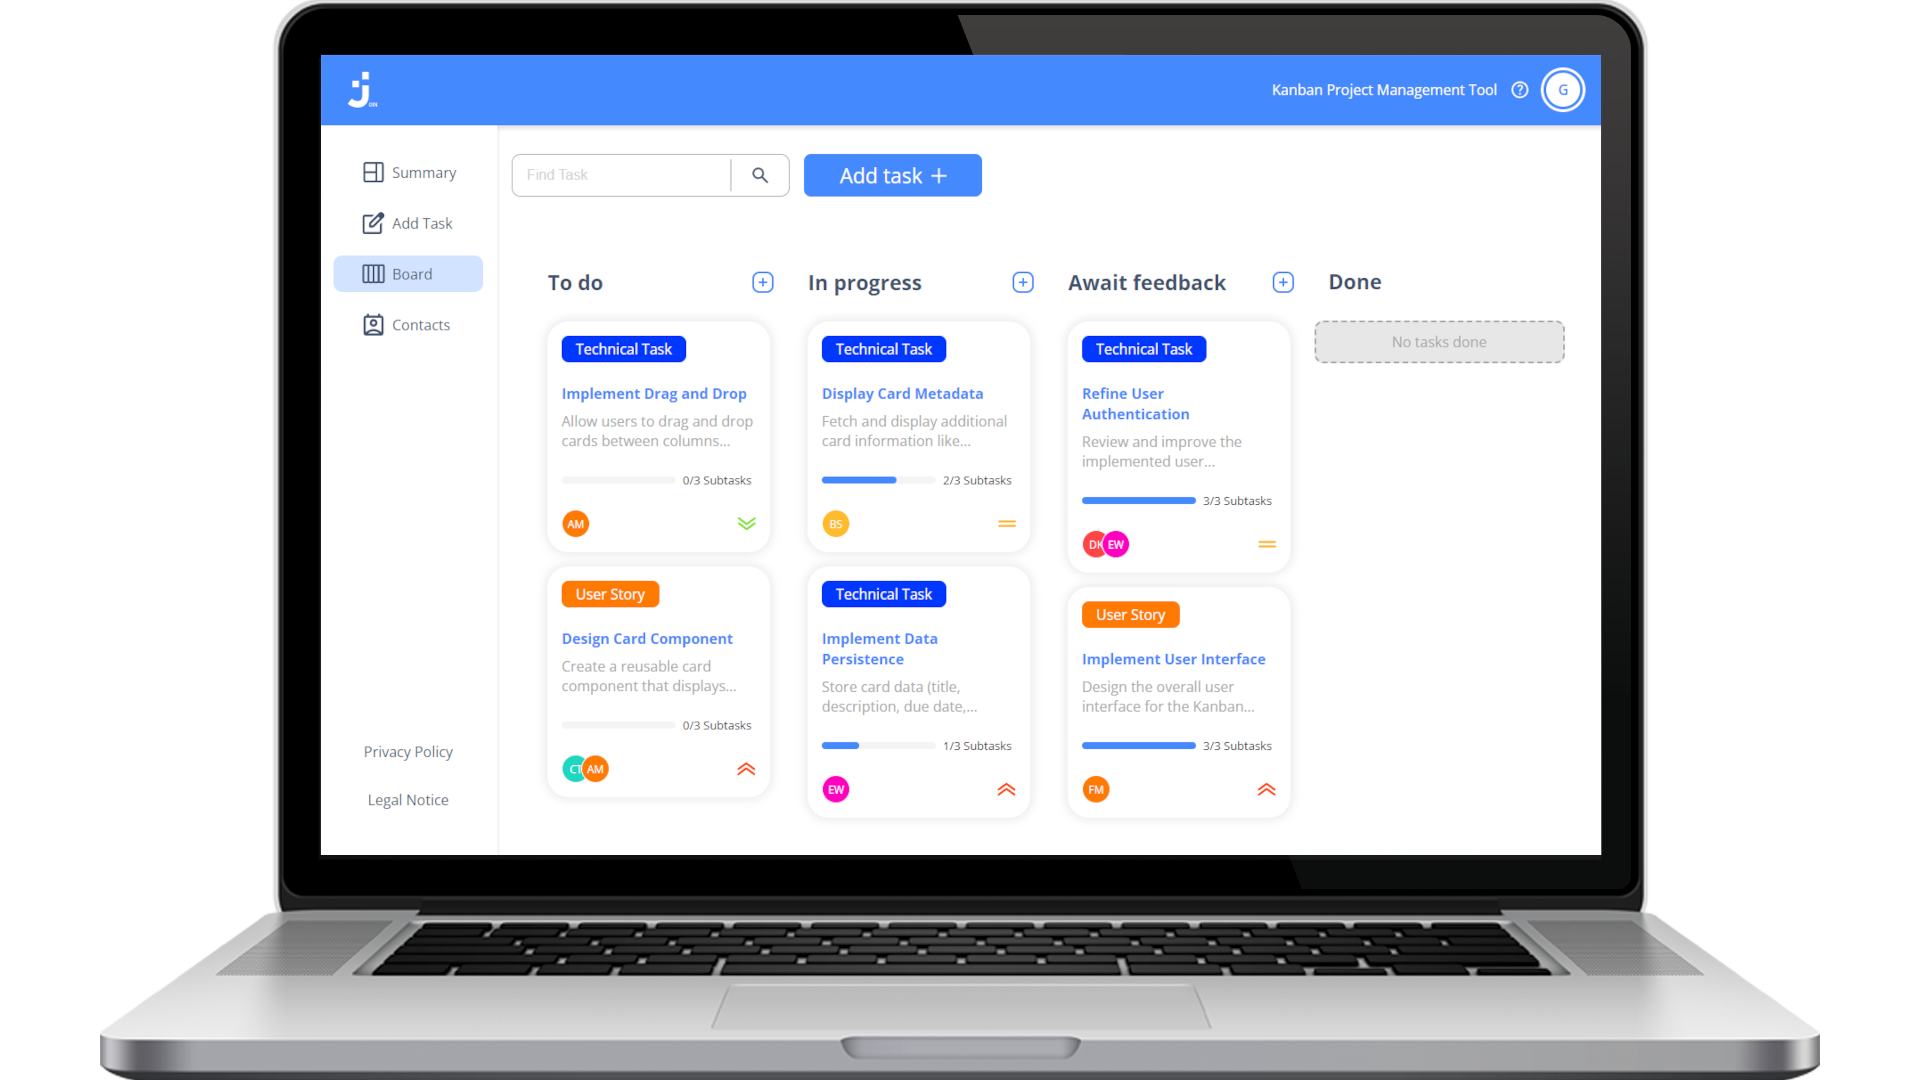 Kanban Project Management Tool
G
Summary
Add Task
Board
Contacts
Privacy Policy
Legal Notice
Find Task
Add task +
To do
Technical Task
Implement Drag and Drop
Allow users to drag and drop
cards between columns...
0/3 Subtasks
AM
User Story
Design Card Component
Create a reusable card
component that displays...
0/3 Subtasks
AM
In progress
Technical Task
Display Card Metadata
Fetch and display additional
card information like...
2/3 Subtasks
BS
Technical Task
Implement Data
Persistence
Store card data (title,
description, due date,...
1/3 Subtasks
EW
Await feedback
Technical Task
Refine User
Authentication
Review and improve the
implemented user...
3/3 Subtasks
DK EW
User Story
Implement User Interface
Design the overall user
interface for the Kanban...
3/3 Subtasks
FM
Done
No tasks done